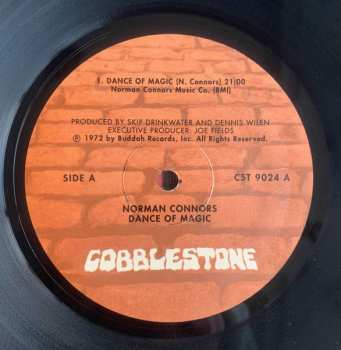 1. DANCE OF MAGIC (N. Connors) 21:00
Norman Connors Music Co. (BMI)
PRODUCED BY SKIP DRINKWATER AND DENNIS WILEN
EXECUTIVE PRODUCER: JOE FIELDS
℗ 1972 by Buddah Records, Inc. All Rights Reserved.
SIDE A
CST 9024 A
NORMAN CONNORS
DANCE OF MAGIC
COBBLESTONE